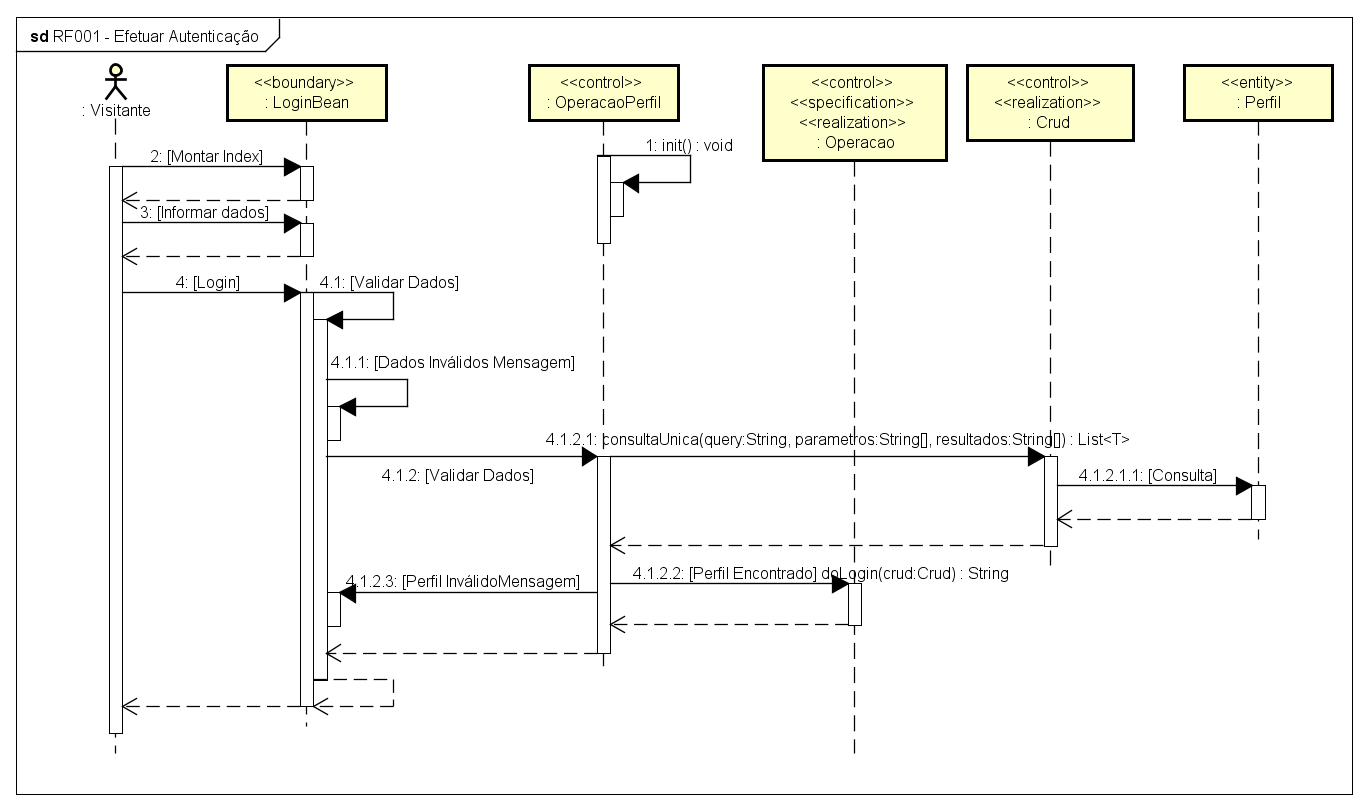 sd RF001 - Efetuar Autenticação
: Visitante
<<boundary>>
: LoginBean
<<control>>
: OperacaoPerfil
<<control>>
<<specification>>
<<realization>>
: Operacao
<<control>>
<<realization>>
: Crud
<<entity>>
: Perfil
1: init() : void
2: [Montar Index]
3: [Informar dados]
4: [Login]
4.1: [Validar Dados]
4.1.1: [Dados Inválidos Mensagem]
4.1.2.1: consultaUnica(query:String, parametros:String[], resultados:String[]) : List<T>
4.1.2: [Validar Dados]
4.1.2.1.1: [Consulta]
4.1.2.2: [Perfil Encontrado] doLogin(crud:Crud) : String
4.1.2.3: [Perfil InválidoMensagem]